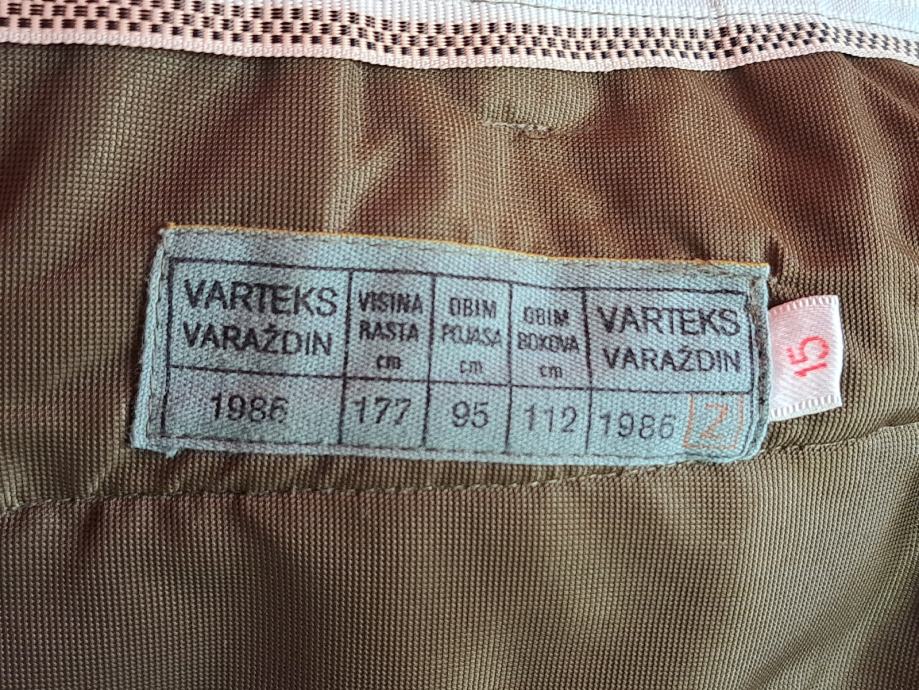 VARTEKS
VARAŽDIN
VISINA
RASTA
cm
OBIM
POJASA
cm
OBIM
BOKOVA
cm
VARTEKS
VARAŽDIN
1986
177
95
112
1986
Z
15